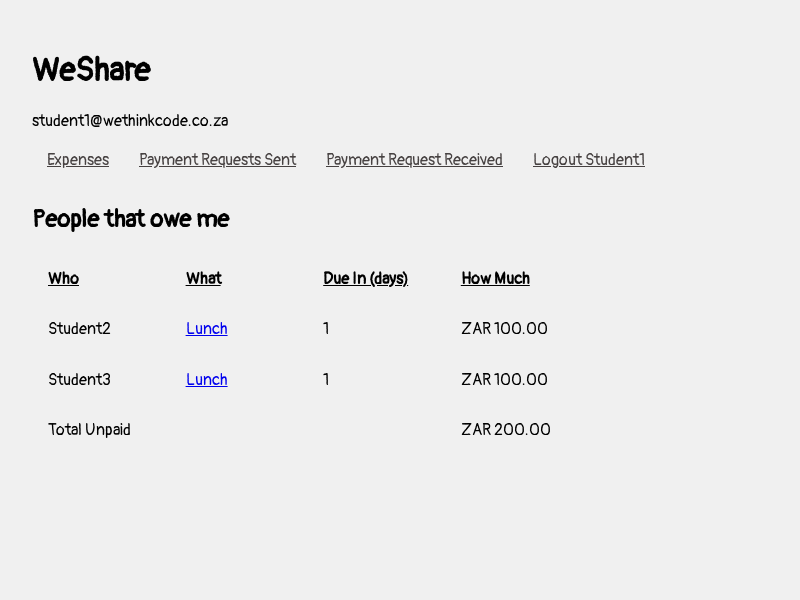 WeShare
student1@wethinkcode.co.za
Expenses Payment Requests Sent Payment Request Received Logout Student1
People that owe me
Who What Due In (days) How Much
Student2 Lunch 1 ZAR 100.00
Student3 Lunch 1 ZAR 100.00
Total Unpaid ZAR 200.00